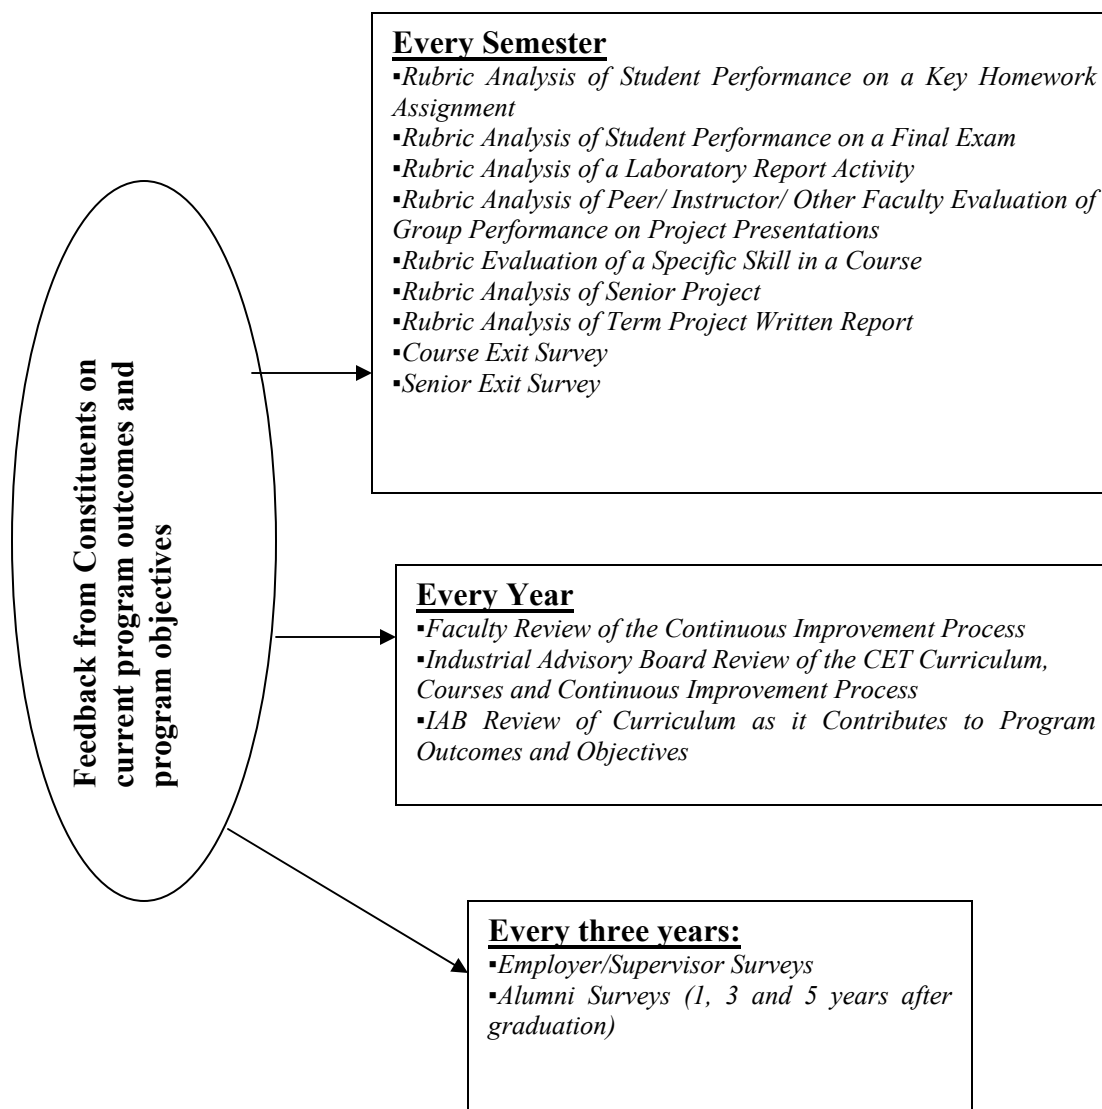 Feedback from Constituents on
current program outcomes and
program objectives
Every Semester
▪Rubric Analysis of Student Performance on a Key Homework
Assignment
▪Rubric Analysis of Student Performance on a Final Exam
▪Rubric Analysis of a Laboratory Report Activity
▪Rubric Analysis of Peer/ Instructor/ Other Faculty Evaluation of
Group Performance on Project Presentations
▪Rubric Evaluation of a Specific Skill in a Course
▪Rubric Analysis of Senior Project
▪Rubric Analysis of Term Project Written Report
▪Course Exit Survey
▪Senior Exit Survey
Every Year
▪Faculty Review of the Continuous Improvement Process
▪Industrial Advisory Board Review of the CET Curriculum,
Courses and Continuous Improvement Process
▪IAB Review of Curriculum as it Contributes to Program
Outcomes and Objectives
Every three years:
▪Employer/Supervisor Surveys
▪Alumni Surveys (1, 3 and 5 years after
graduation)